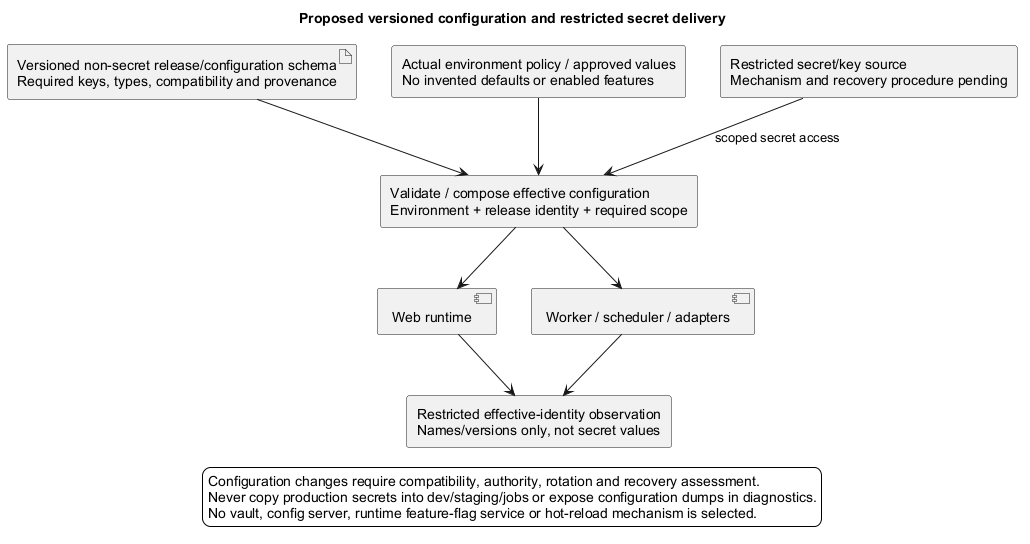 Proposed versioned configuration and restricted secret delivery
Versioned non-secret release/configuration schema
Required keys, types, compatibility and provenance
Actual environment policy / approved values
No invented defaults or enabled features
Restricted secret/key source
Mechanism and recovery procedure pending
scoped secret access
Validate / compose effective configuration
Environment + release identity + required scope
Web runtime
Worker / scheduler / adapters
Restricted effective-identity observation
Names/versions only, not secret values
Configuration changes require compatibility, authority, rotation and recovery assessment.
Never copy production secrets into dev/staging/jobs or expose configuration dumps in diagnostics.
No vault, config server, runtime feature-flag service or hot-reload mechanism is selected.